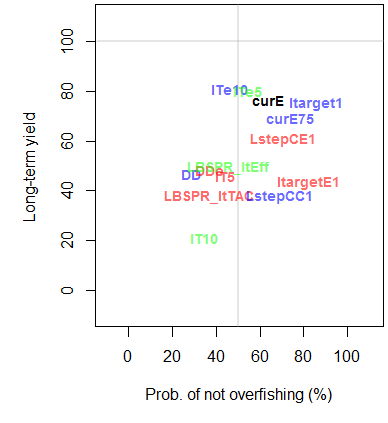 100
80
60
40
20
0
Long-term yield
ITe10
ITe5
curE
Itarget1
curE75
LstepCE1
LBSPR_ItEff
DD
IT5
ItargetE1
LBSPR_ItTAC
LstepCC1
IT10
0 20 40 60 80 100
Prob. of not overfishing (%)